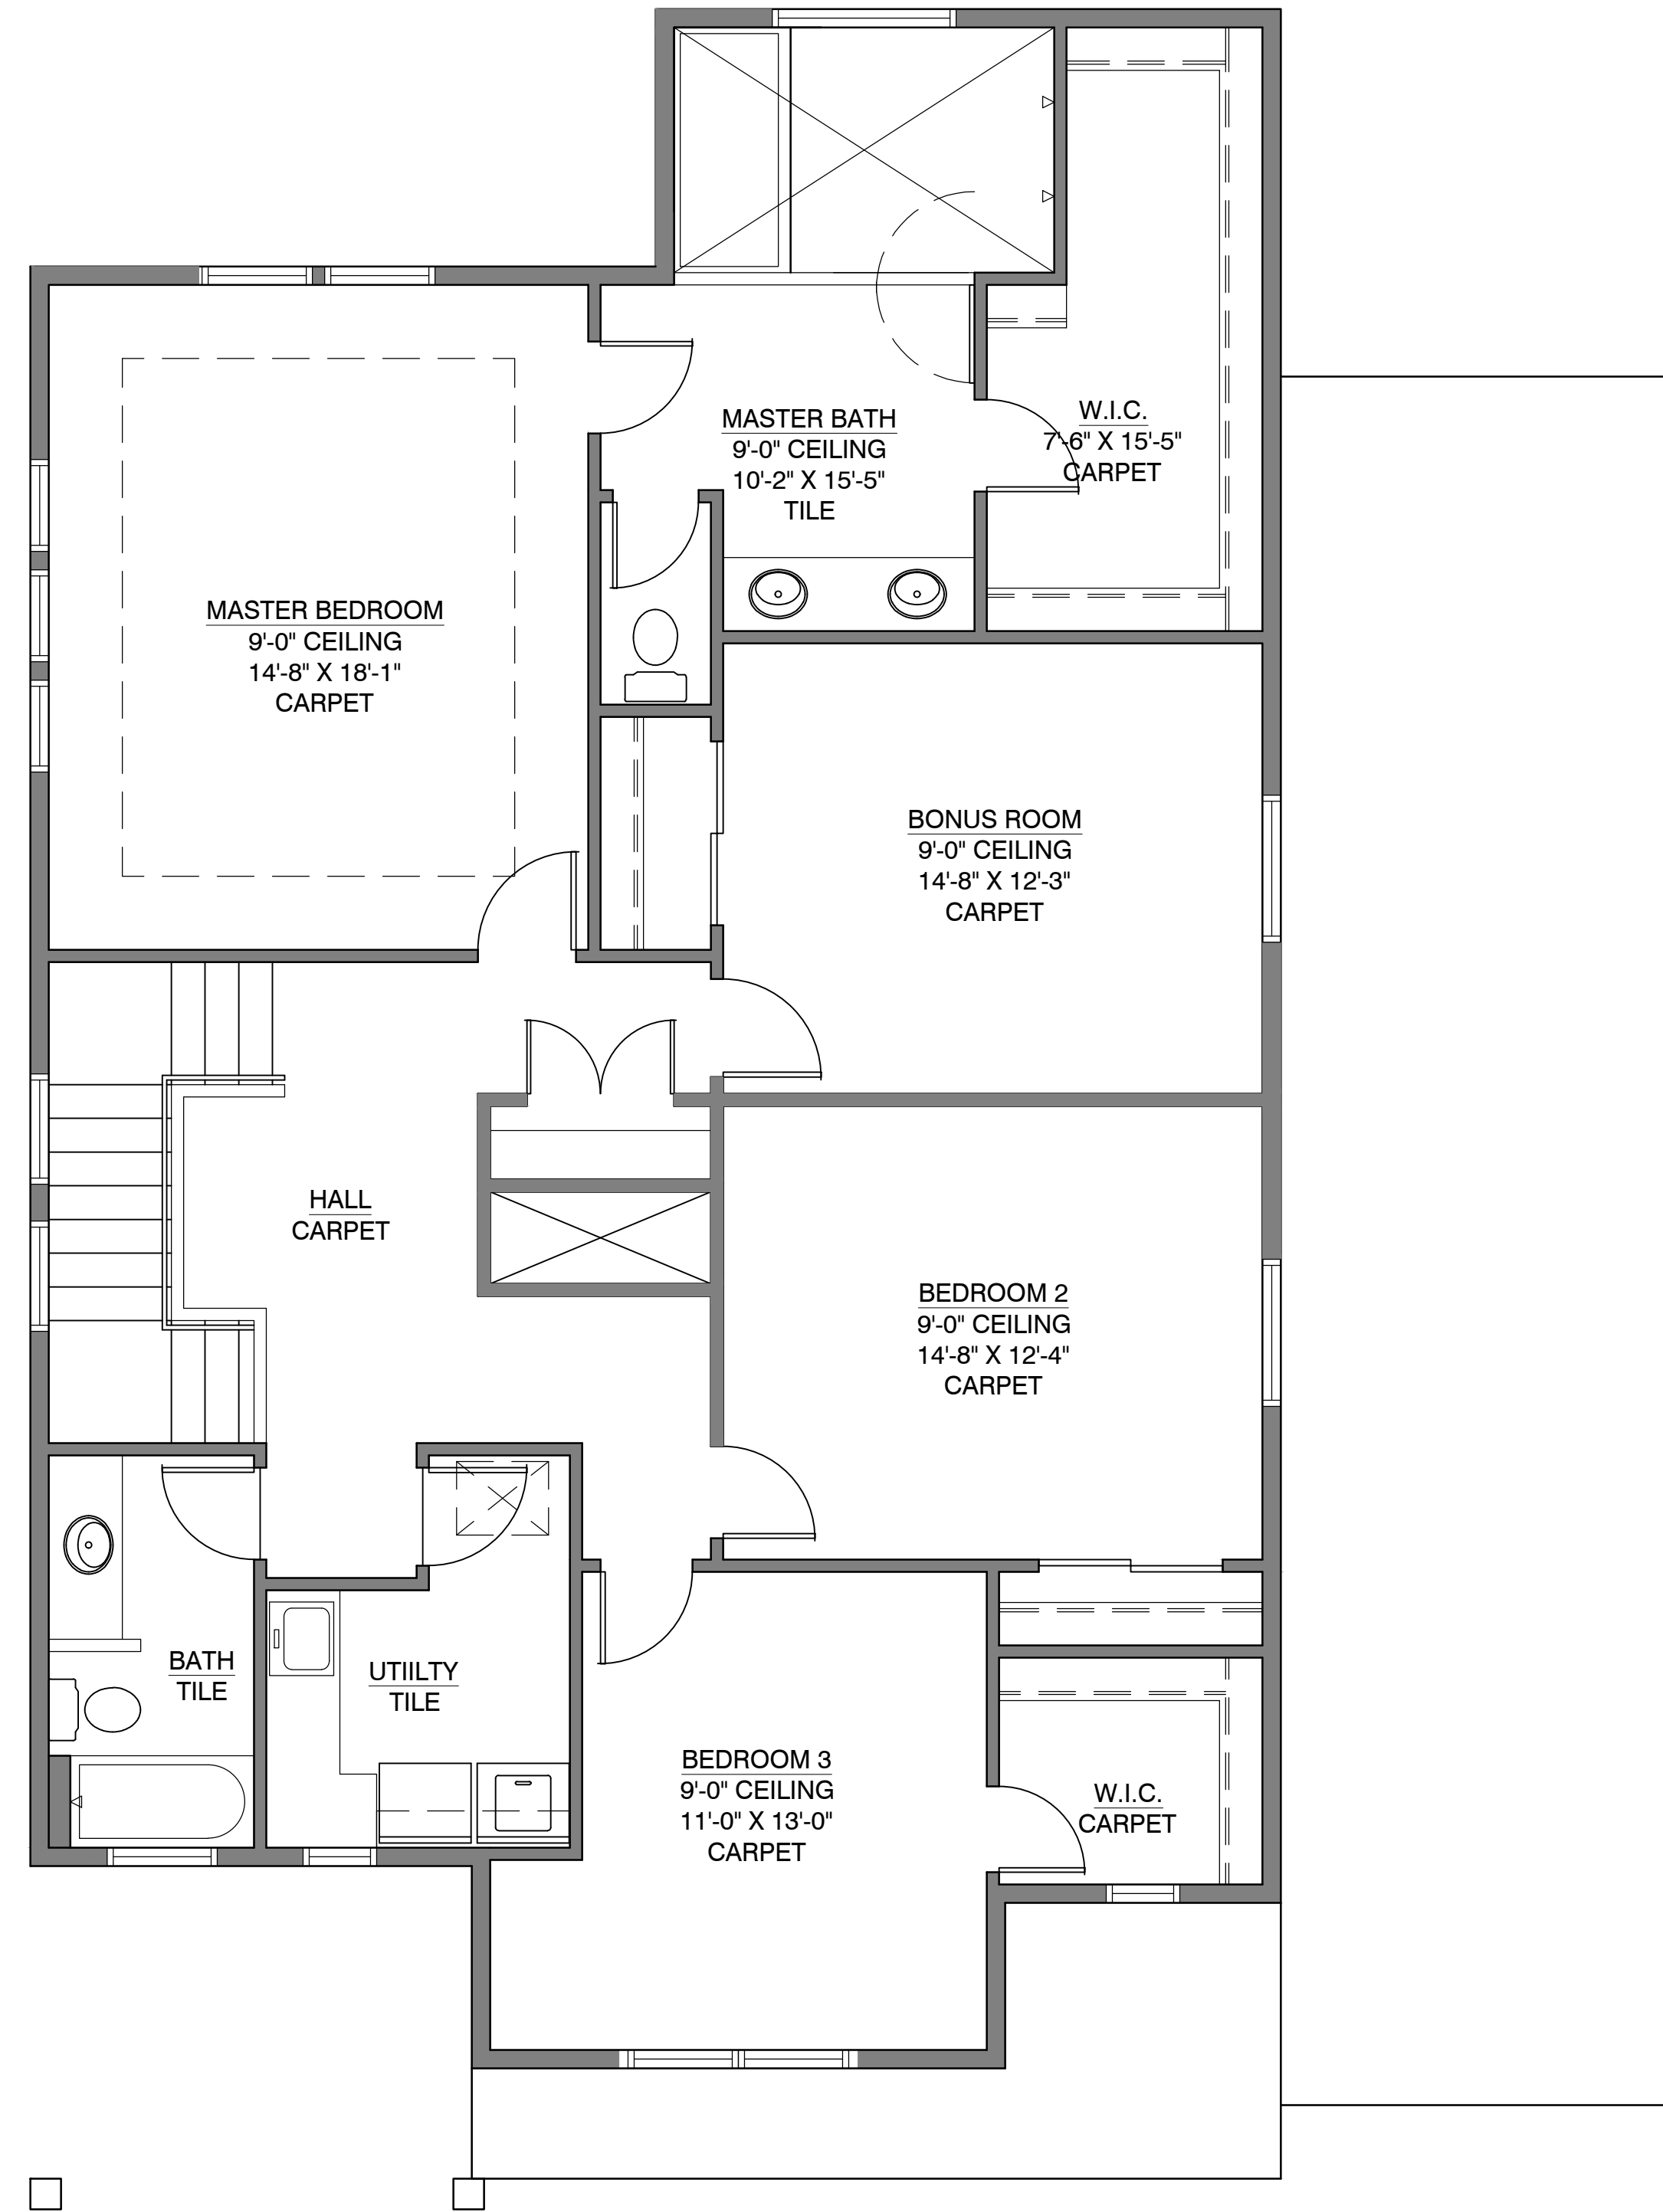 MASTER BATH
9'-0" CEILING
10'-2" X 15'-5"
TILE
W.I.C.
7'-6" X 15'-5"
CARPET
MASTER BEDROOM
9'-0" CEILING
14'-8" X 18'-1"
CARPET
BONUS ROOM
9'-0" CEILING
14'-8" X 12'-3"
CARPET
HALL
CARPET
BEDROOM 2
9'-0" CEILING
14'-8" X 12'-4"
CARPET
BATH
TILE
UTIILTY
TILE
BEDROOM 3
9'-0" CEILING
11'-0" X 13'-0"
CARPET
W.I.C.
CARPET